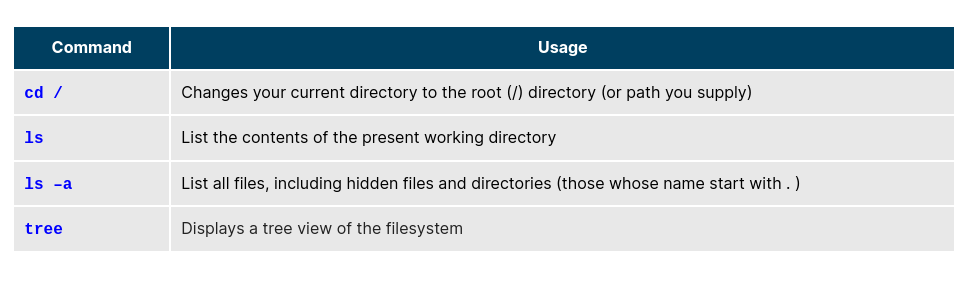 Command Usage
cd / Changes your current directory to the root (/) directory (or path you supply)
ls List the contents of the present working directory
ls –a List all files, including hidden files and directories (those whose name start with . )
tree Displays a tree view of the filesystem